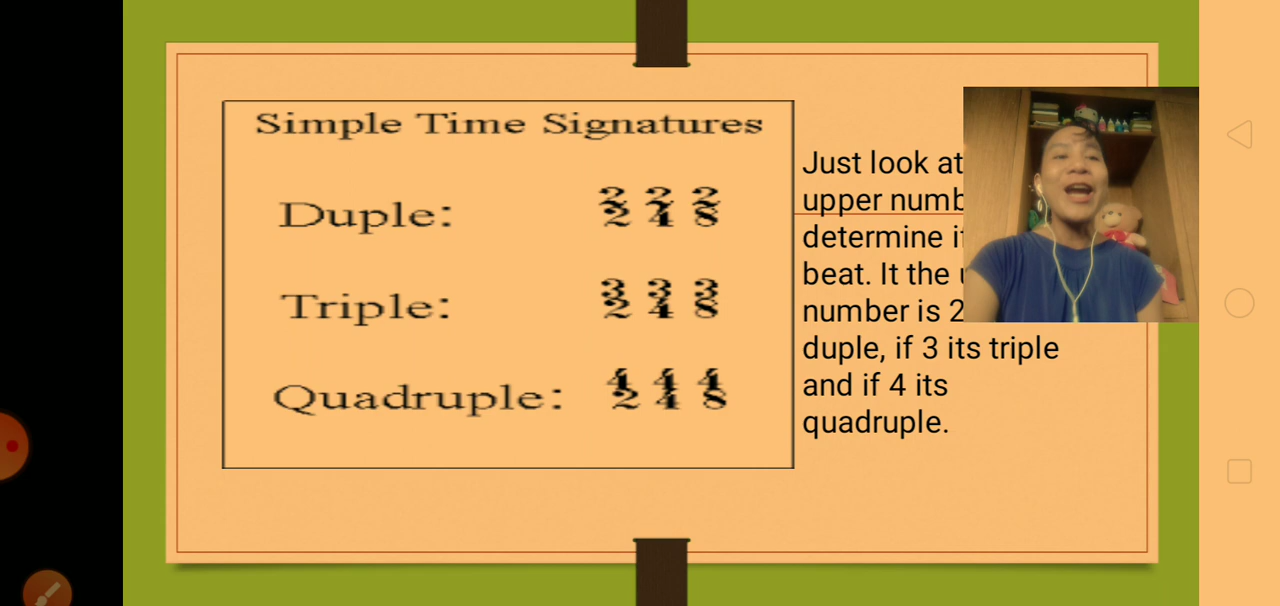 Simple Time Signatures
Duple: 2/2 2/4 2/8
Triple: 3/2 3/4 3/8
Quadruple: 4/2 4/4 4/8
Just look at
upper
determine
beat. It the
number is 2
duple, if 3 its triple
and if 4 its
quadruple.